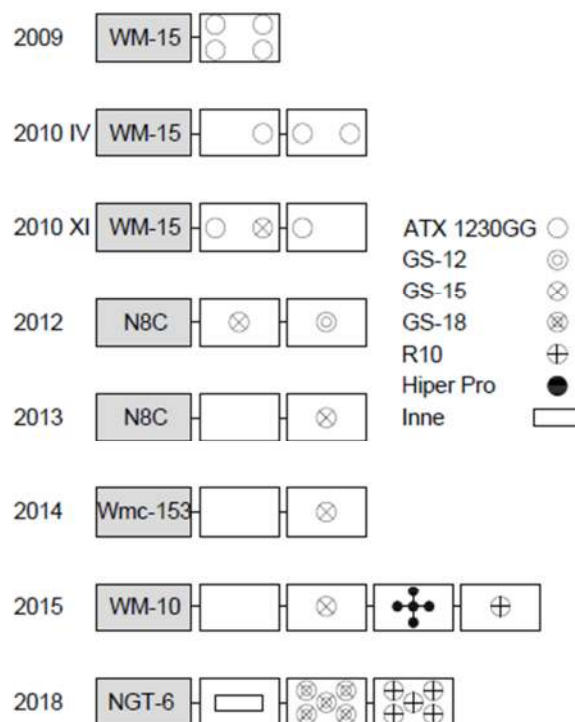 2009 WM-15
2010 IV WM-15
2010 XI WM-15
ATX 1230GG
GS-12
GS-15
GS-18
R10
Hiper Pro
Inne
2012 N8C
2013 N8C
2014 Wmc-153
2015 WM-10
2018 NGT-6